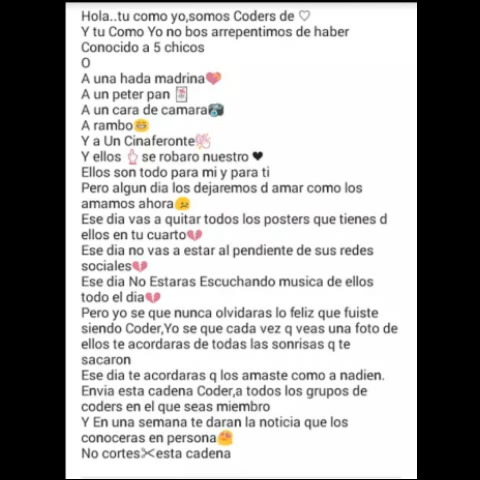 Hola..tu como yo,somos Coders de ♡
Y tu Como Yo no bos arrepentimos de haber
Conocido a 5 chicos
O
A una hada madrina💘
A un peter pan 🃏
A un cara de camara📷
A rambo😁
Y a Un Cinaferonte👏
Y ellos 👆 se robaro nuestro ❤
Ellos son todo para mi y para ti
Pero algun dia los dejaremos d amar como los
amamos ahora😠
Ese dia vas a quitar todos los posters que tienes d
ellos en tu cuarto💔
Ese dia no vas a estar al pendiente de sus redes
sociales💔
Ese dia No Estaras Escuchando musica de ellos
todo el dia💔
Pero yo se que nunca olvidaras lo feliz que fuiste
siendo Coder,Yo se que cada vez q veas una foto de
ellos te acordaras de todas las sonrisas q te
sacaron
Ese dia te acordaras q los amaste como a nadien.
Envia esta cadena Coder,a todos los grupos de
coders en el que seas miembro
Y En una semana te daran la noticia que los
conoceras en persona😍
No cortes✂esta cadena